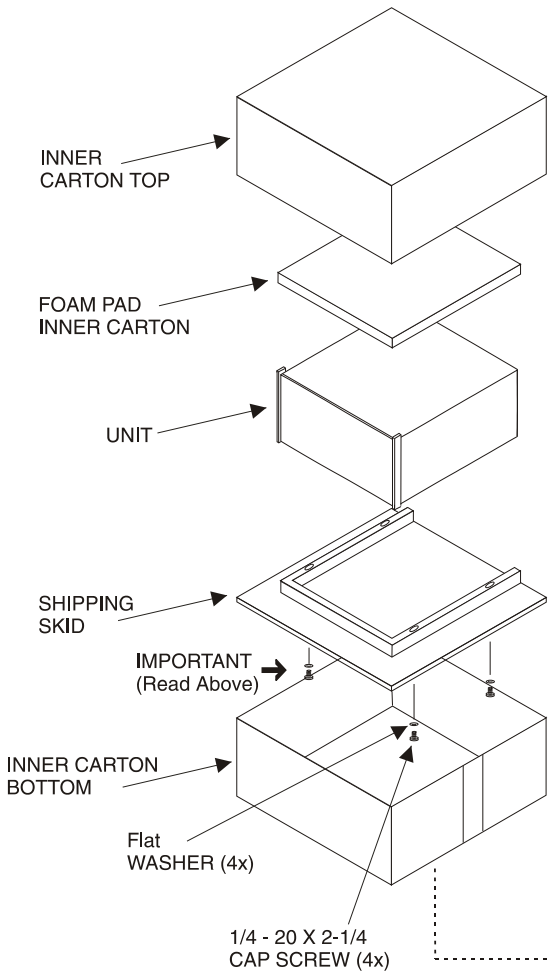 INNER
CARTON TOP
FOAM PAD
INNER CARTON
UNIT
SHIPPING
SKID
IMPORTANT
(Read Above)
INNER CARTON
BOTTOM
Flat
WASHER (4x)
1/4 - 20 X 2-1/4
CAP SCREW (4x)